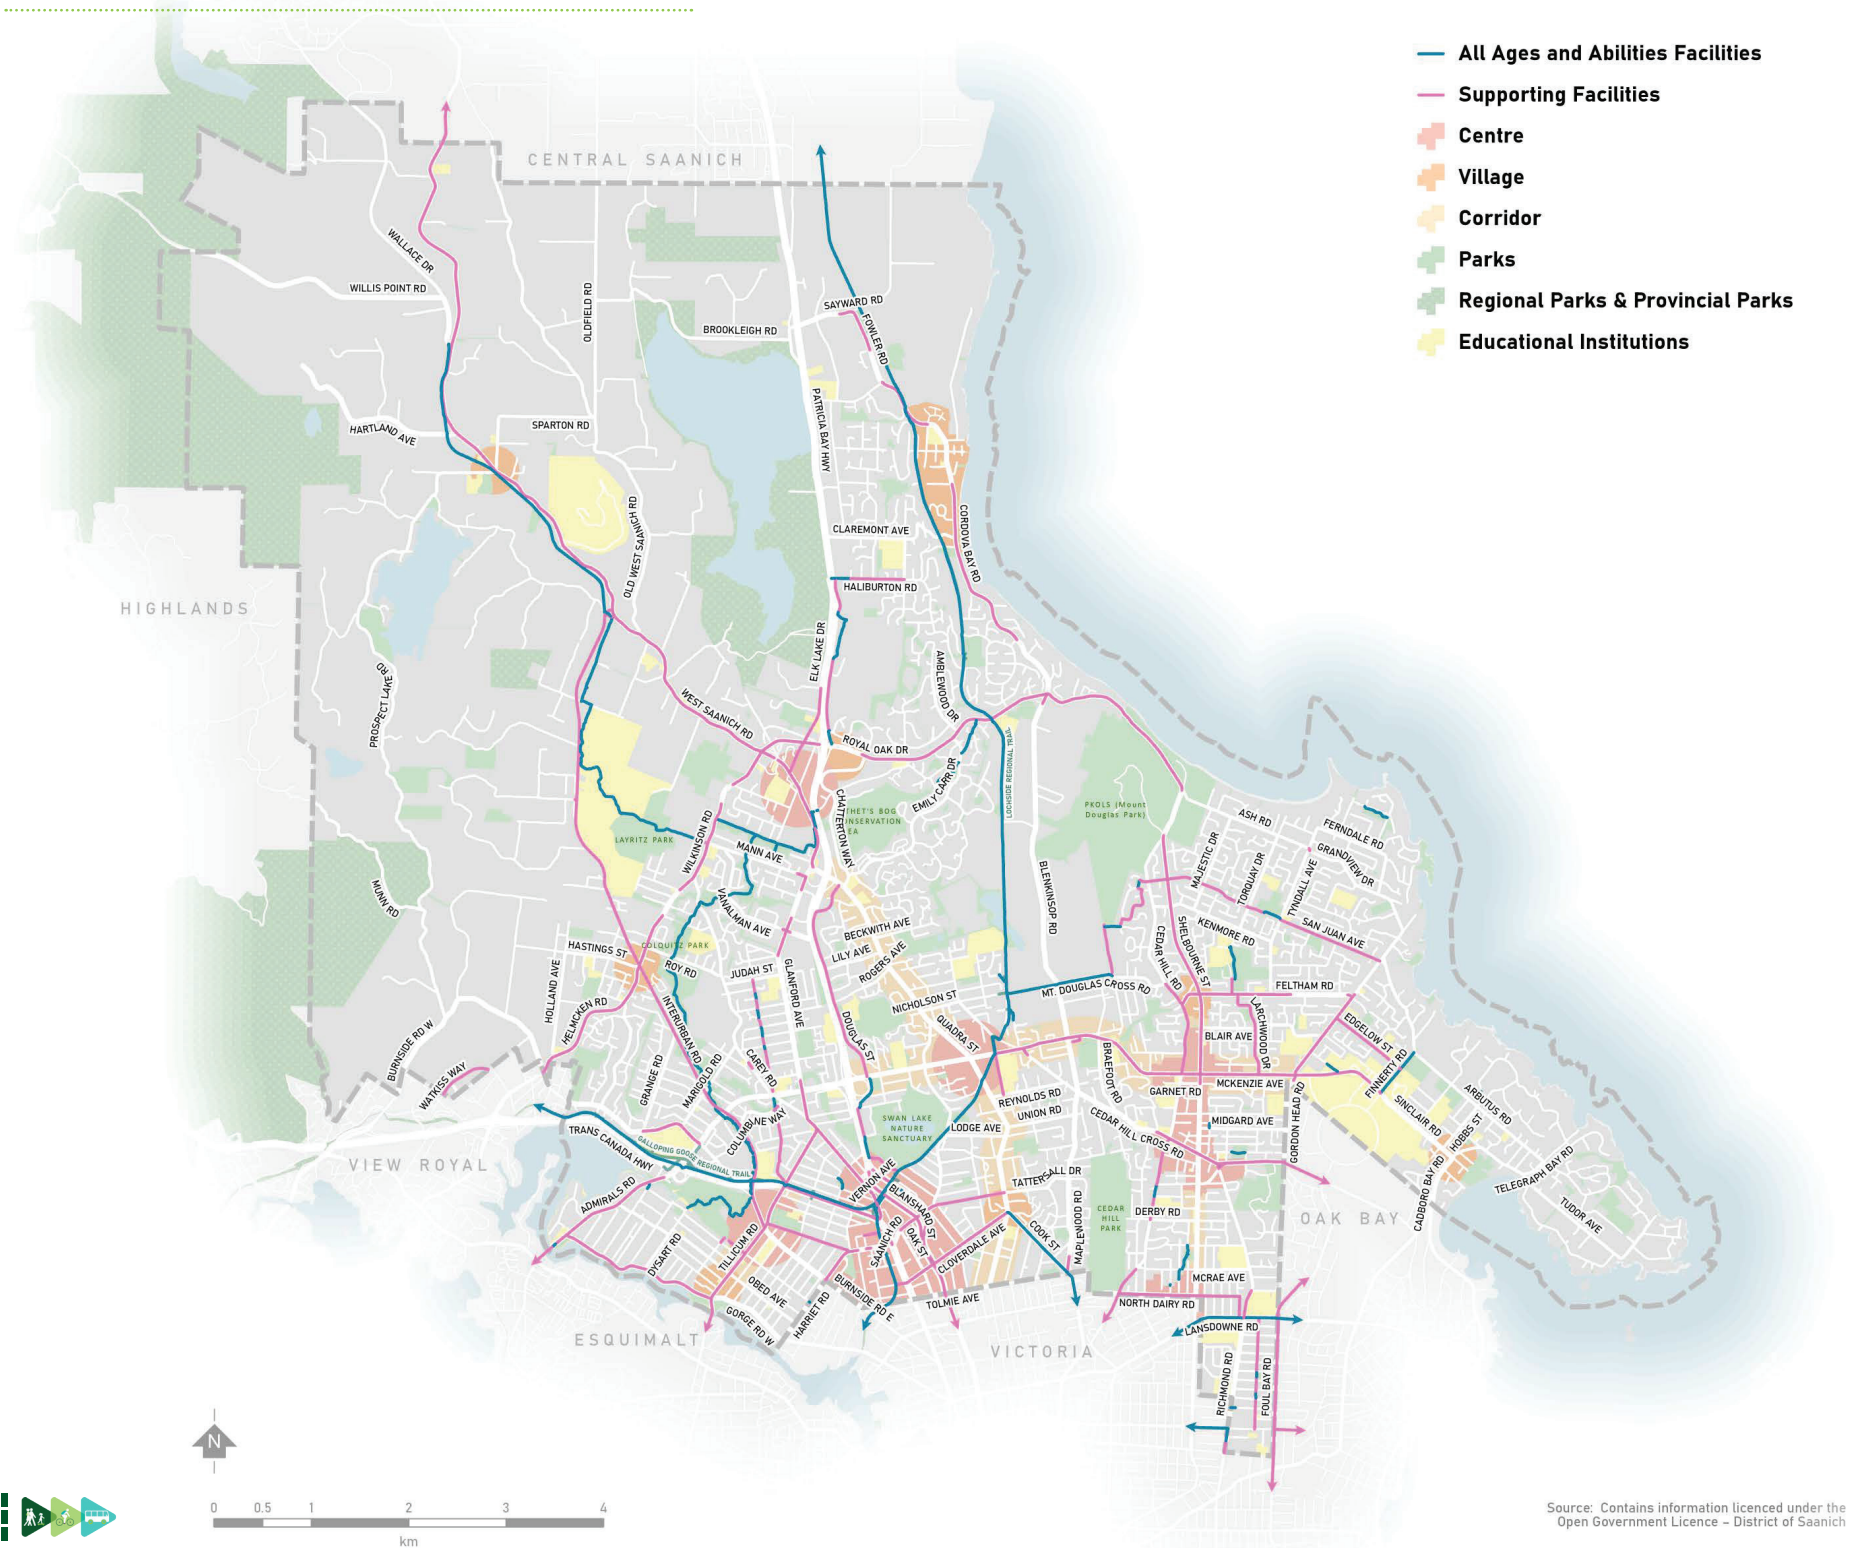 All Ages and Abilities Facilities
Supporting Facilities
Centre
Village
Corridor
Parks
Regional Parks & Provincial Parks
Educational Institutions
CENTRAL SAANICH
WALLACE DR
WILLIS POINT RD
OLDFIELD RD
SAYWARD RD
FOWLER RD
BROOKLEIGH RD
PATRICIA BAY HWY
HARTLAND AVE
SPARTON RD
OLD WEST SAANICH RD
CLAREMONT AVE
CORDOVA BAY RD
HALIBURTON RD
HIGHLANDS
ELK LAKE DR
AMBLEWOOD DR
PROSPECT LAKE RD
WEST SAANICH RD
ROYAL OAK DR
LOCHSIDE REGIONAL TRAIL
EMILY CARR DR
CHATTERTON WAY
THET'S BOG
ONSERVATION
EA
PKOLS (Mount
Douglas Park)
ASH RD
FERNDALE RD
GRANDVIEW DR
MAJESTIC DR
TORQUAY DR
TYNDALL AVE
LAYRITZ PARK
WILKINSON RD
MANN AVE
MUNN RD
VANALMAN AVE
BLENKINSOP RD
BECKWITH AVE
LILY AVE
ROGERS AVE
KENMORE RD
SAN JUAN AVE
CEDAR HILL RD
SHELBOURNE ST
HASTINGS ST
COLQUITZ PARK
ROY RD
JUDAH ST
GLANFORD AVE
HOLLAND AVE
HELMCKEN RD
INTERURBAN RD
NICHOLSON ST
MT. DOUGLAS CROSS RD
FELTHAM RD
LARCHWOOD DR
EDGELOW ST
QUADRA ST
DOUGLAS ST
BLAIR AVE
BURNSIDE RD W
WATKISS WAY
GRANGE RD
MARIGOLD RD
CAREY RD
BRAEFOOT RD
MCKENZIE AVE
GARNET RD
FINNERTY RD
ARBUTUS RD
SINCLAIR RD
HOBBS ST
REYNOLDS RD
UNION RD
CEDAR HILL CROSS RD
MIDGARD AVE
GORDON HEAD RD
SWAN LAKE
NATURE
SANCTUARY
LODGE AVE
COLUMBINE WAY
TRANS CANADA HWY
GALLOPING GOOSE REGIONAL TRAIL
VIEW ROYAL
ADMIRALS RD
VERNON AVE
BLANSHARD ST
TATTERSALL DR
MAPLEWOOD RD
CEDAR
HILL
PARK
DERBY RD
OAK BAY
CADBORO BAY RD
TELEGRAPH BAY RD
TUDOR AVE
DYSART RD
TILLICUM RD
SAANICH RD
OAK ST
CLOVERDALE AVE
COOK ST
OBED AVE
BURNSIDE RD E
HARRIET RD
GORGE RD W
TOLMIE AVE
MCRAE AVE
NORTH DAIRY RD
LANSDOWNE RD
ESQUIMALT
VICTORIA
RICHMOND RD
FOUL BAY RD
N
0 0.5 1 2 3 4
km
Source: Contains information licenced under the
Open Government Licence – District of Saanich